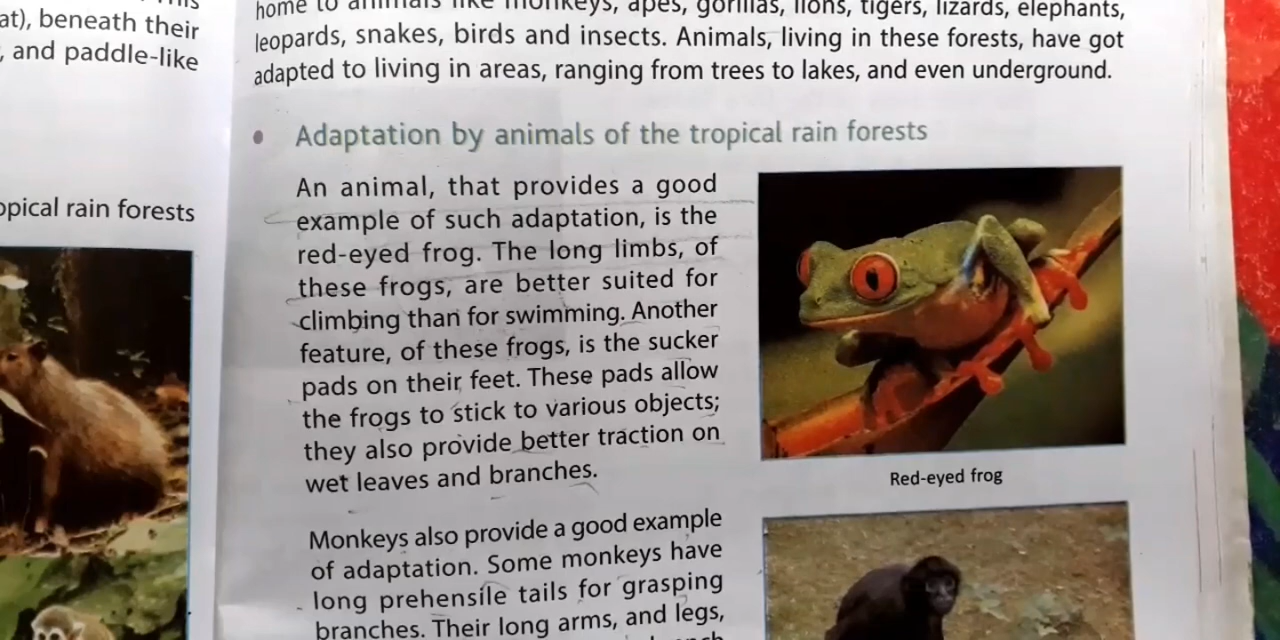 at), beneath their
, and paddle-like
opical rain forests
home to animals like monkeys, apes, gorillas, lions, tigers, lizards, elephants,
leopards, snakes, birds and insects. Animals, living in these forests, have got
adapted to living in areas, ranging from trees to lakes, and even underground.
• Adaptation by animals of the tropical rain forests
An animal, that provides a good
example of such adaptation, is the
red-eyed frog. The long limbs, of
these frogs, are better suited for
climbing than for swimming. Another
feature, of these frogs, is the sucker
pads on their feet. These pads allow
the frogs to stick to various objects;
they also provide better traction on
wet leaves and branches.
Red-eyed frog
Monkeys also provide a good example
of adaptation. Some monkeys have
long prehensile tails for grasping
branches. Their long arms, and legs,